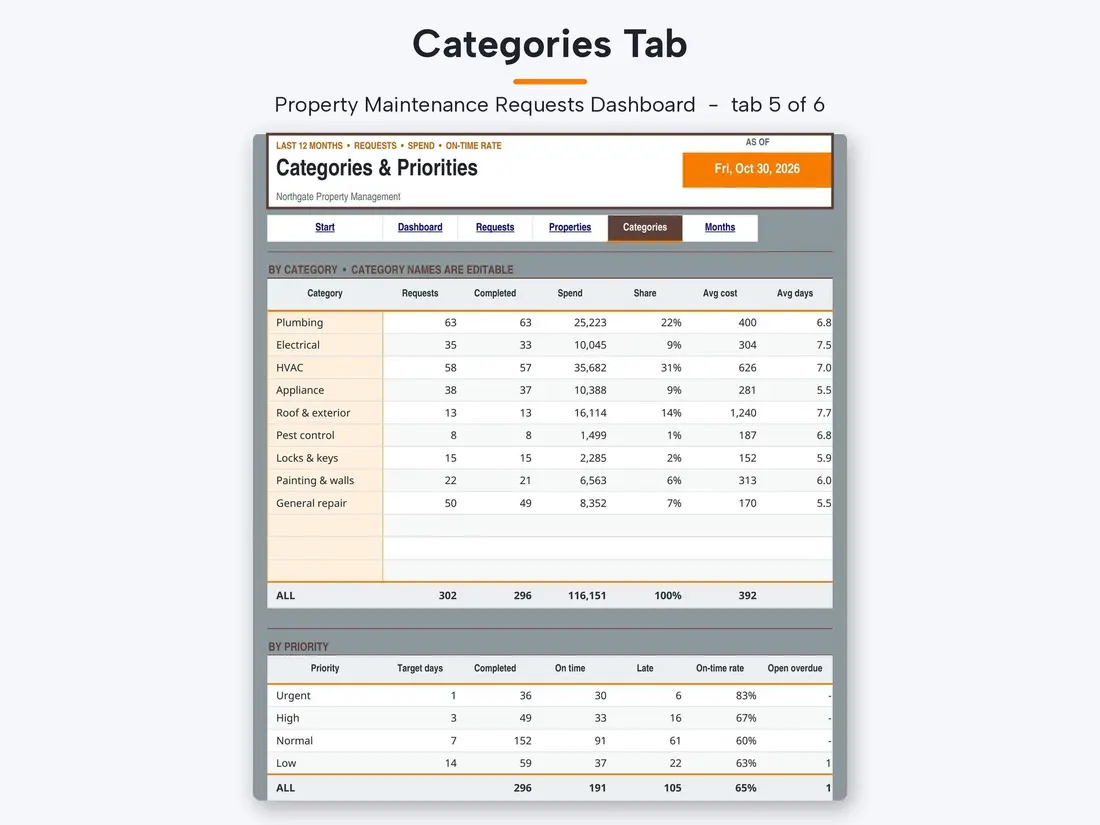 Categories Tab
Property Maintenance Requests Dashboard - tab 5 of 6
LAST 12 MONTHS • REQUESTS • SPEND • ON-TIME RATE
AS OF
Categories & Priorities
Fri, Oct 30, 2026
Northgate Property Management
Start Dashboard Requests Properties Categories Months
BY CATEGORY • CATEGORY NAMES ARE EDITABLE
Category Requests Completed Spend Share Avg cost Avg days
Plumbing 63 63 25,223 22% 400 6.8
Electrical 35 33 10,045 9% 304 7.5
HVAC 58 57 35,682 31% 626 7.0
Appliance 38 37 10,388 9% 281 5.5
Roof & exterior 13 13 16,114 14% 1,240 7.7
Pest control 8 8 1,499 1% 187 6.8
Locks & keys 15 15 2,285 2% 152 5.9
Painting & walls 22 21 6,563 6% 313 6.0
General repair 50 49 8,352 7% 170 5.5
ALL 302 296 116,151 100% 392
BY PRIORITY
Priority Target days Completed On time Late On-time rate Open overdue
Urgent 1 36 30 6 83% -
High 3 49 33 16 67% -
Normal 7 152 91 61 60% -
Low 14 59 37 22 63% 1
ALL 296 191 105 65% 1